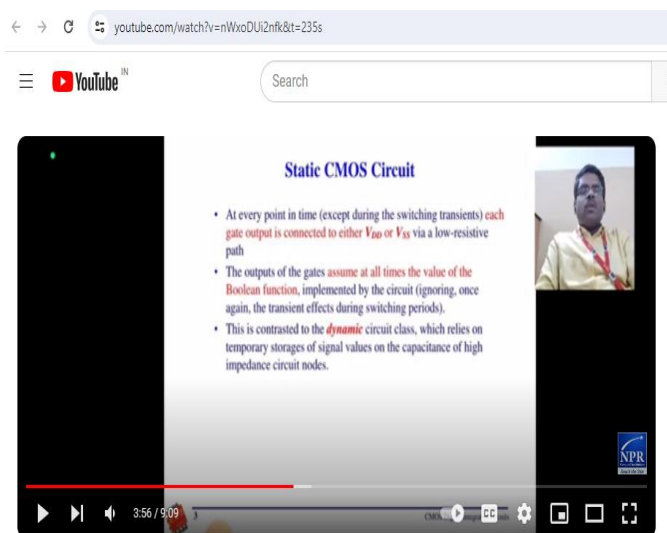 youtube.com/watch?v=nWxoDUi2nfk&t=235s
YouTube IN
Search
Static CMOS Circuit
• At every point in time (except during the switching transients) each
gate output is connected to either VDD or VSS via a low-resistive
path
• The outputs of the gates assume at all times the value of the
Boolean function, implemented by the circuit (ignoring, once
again, the transient effects during switching periods).
• This is contrasted to the dynamic circuit class, which relies on
temporary storages of signal values on the capacitance of high
impedance circuit nodes.
NPR
3:56 / 9:09
3
CC